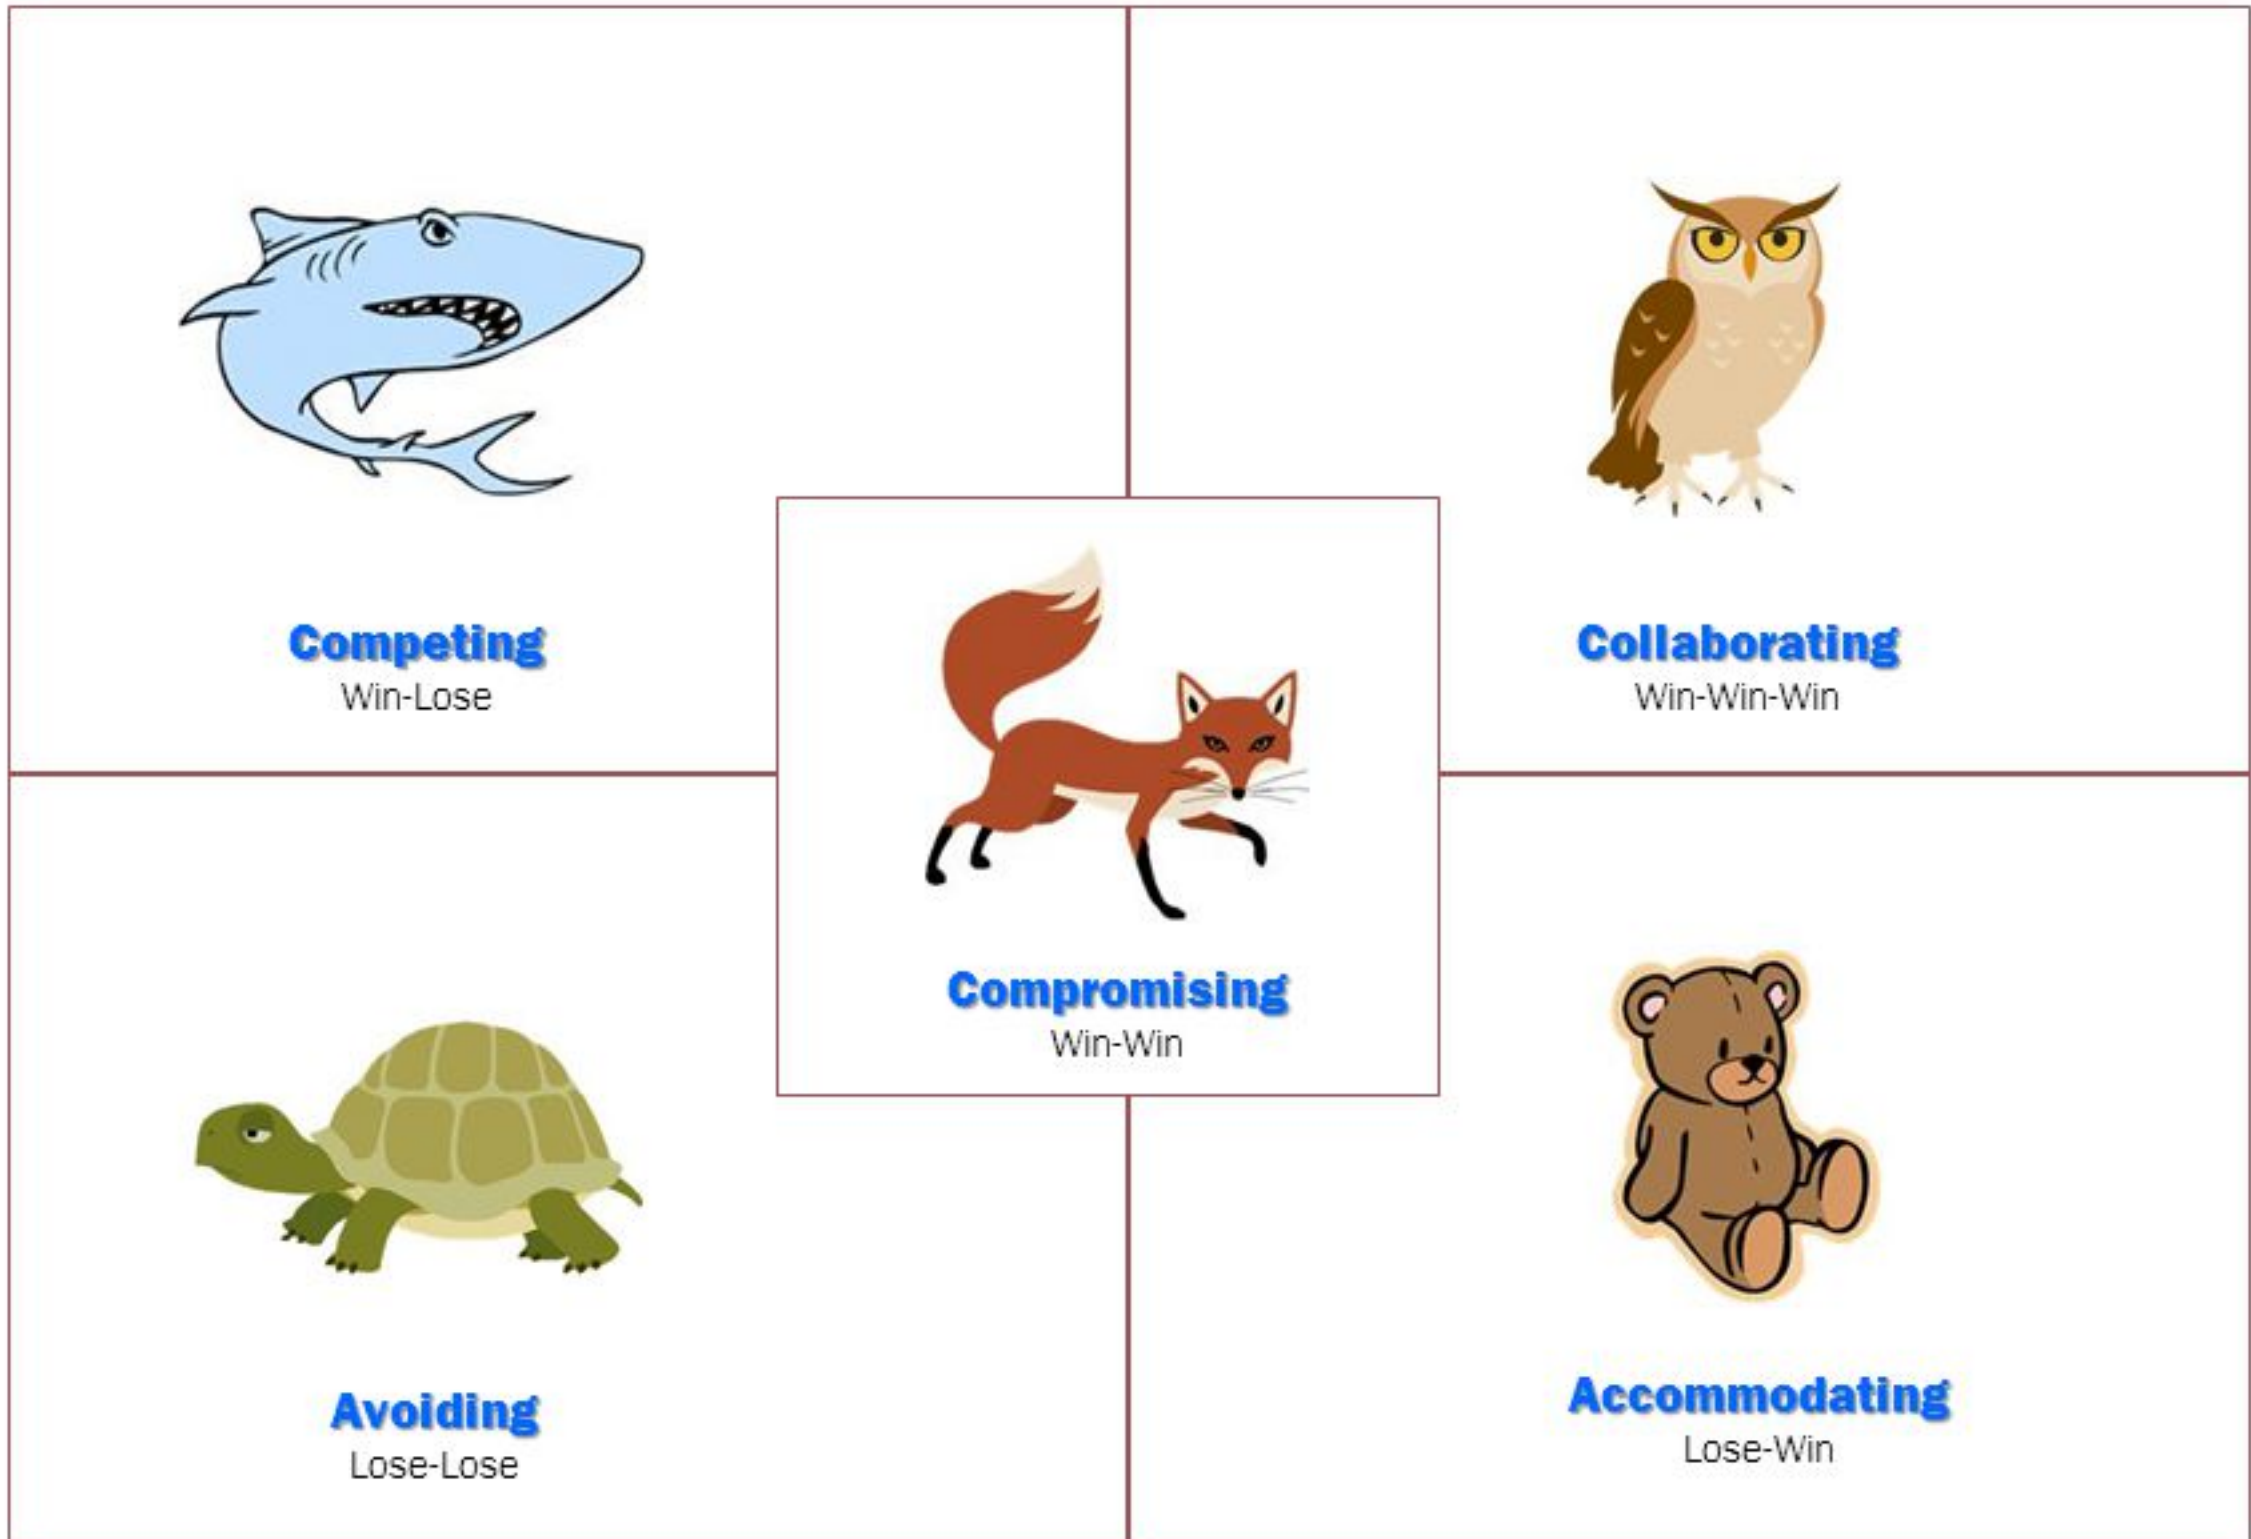 Competing
Win-Lose
Collaborating
Win-Win-Win
Compromising
Win-Win
Avoiding
Lose-Lose
Accommodating
Lose-Win